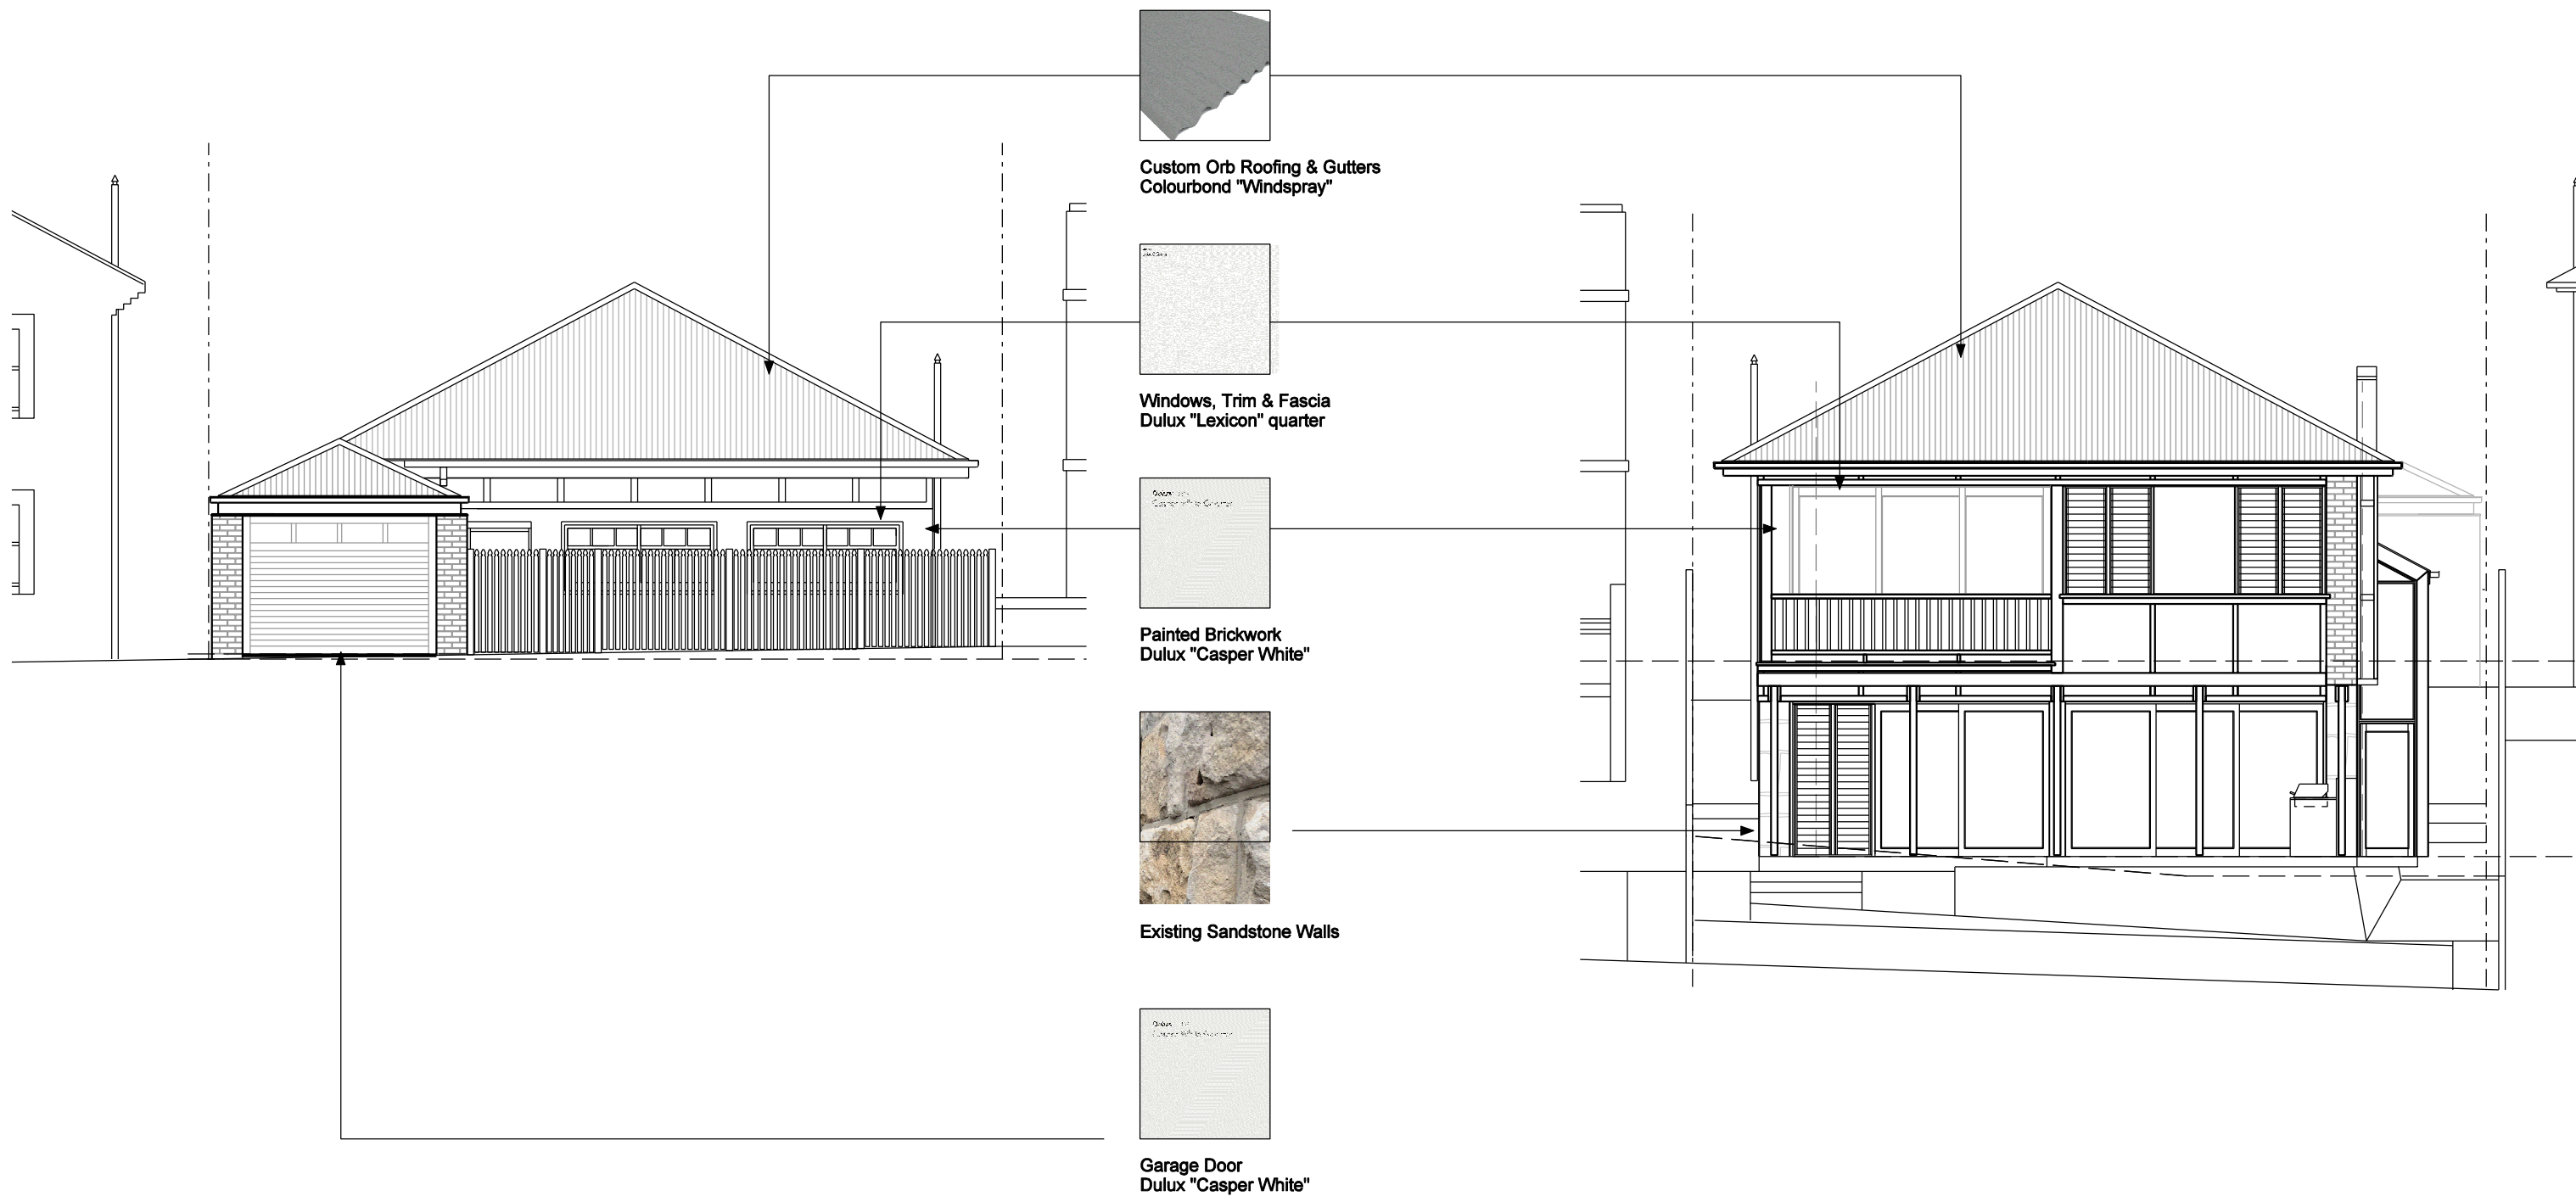 Custom Orb Roofing & Gutters
Colourbond "Windspray"
Windows, Trim & Fascia
Dulux "Lexicon" quarter
Painted Brickwork
Dulux "Casper White"
Existing Sandstone Walls
Garage Door
Dulux "Casper White"